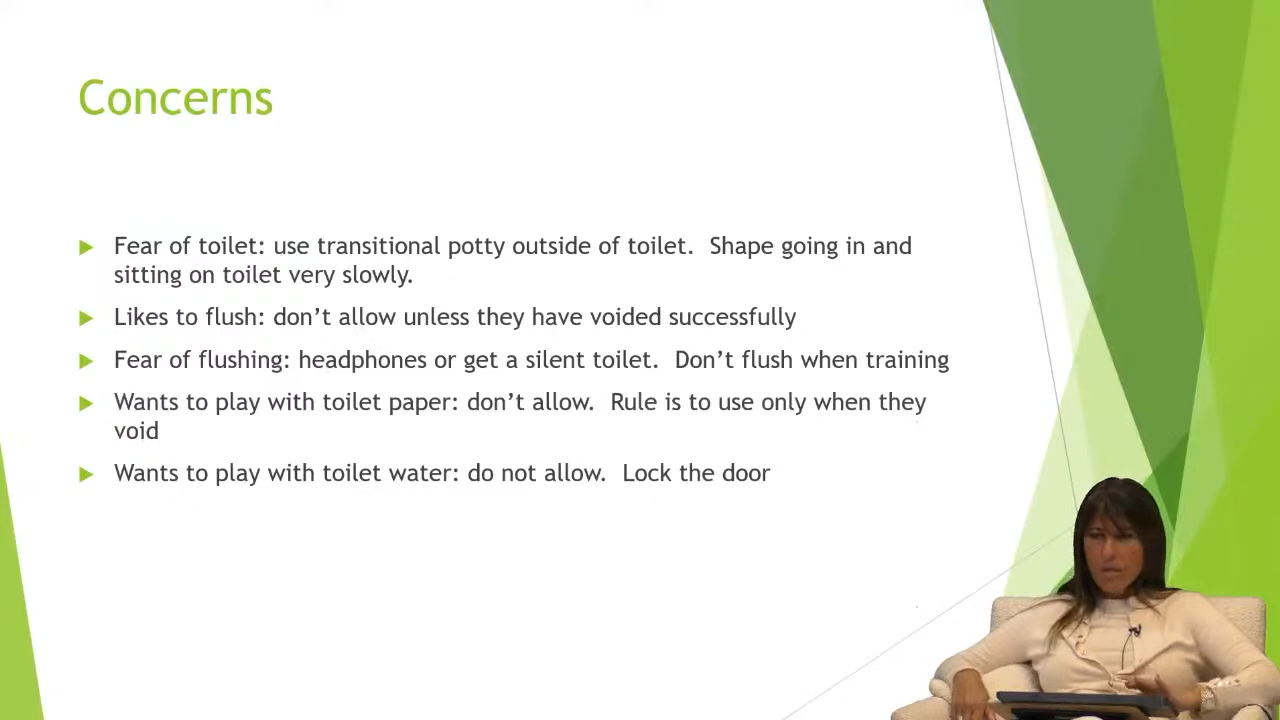 Concerns
Fear of toilet: use transitional potty outside of toilet.  Shape going in and
sitting on toilet very slowly.
Likes to flush: don’t allow unless they have voided successfully
Fear of flushing: headphones or get a silent toilet.  Don’t flush when training
Wants to play with toilet paper: don’t allow.  Rule is to use only when they
void
Wants to play with toilet water: do not allow.  Lock the door